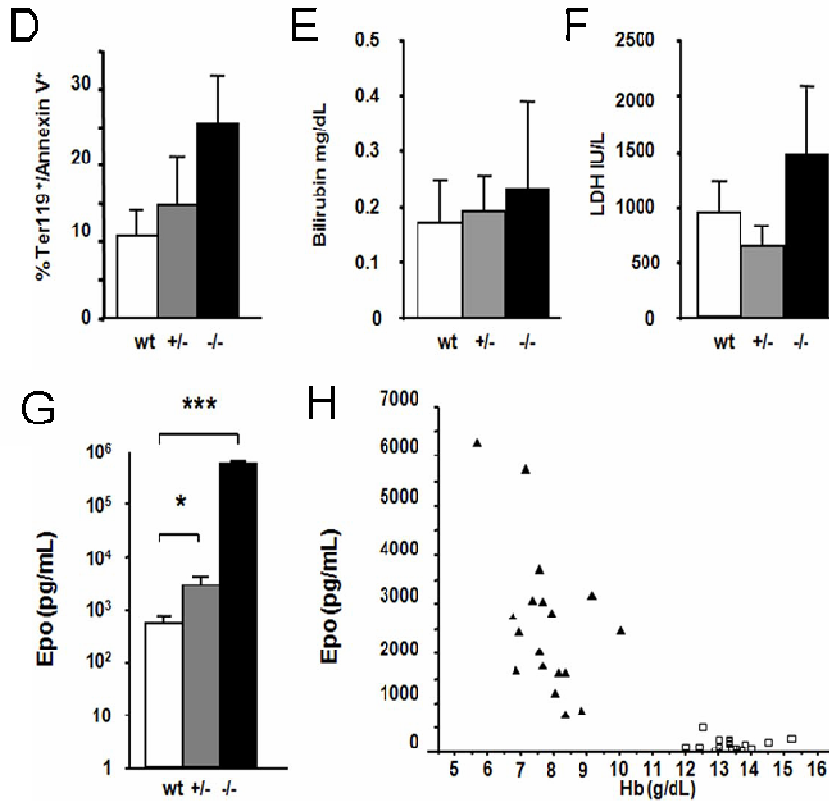 D
%Ter119⁺/Annexin V⁺
30
20
10
0
wt +/- -/-
E
Bilirubin mg/dL
0.5
0.4
0.3
0.2
0.1
0
wt +/- -/-
F
LDH IU/L
2500
2000
1500
1000
500
0
wt +/- -/-
G
Epo (pg/mL)
***
*
10⁶
10⁵
10⁴
10³
10²
10
1
wt +/- -/-
H
Epo (pg/mL)
7000
6000
5000
4000
3000
2000
1000
0
5 6 7 8 9 10 11 12 13 14 15 16
Hb (g/dL)